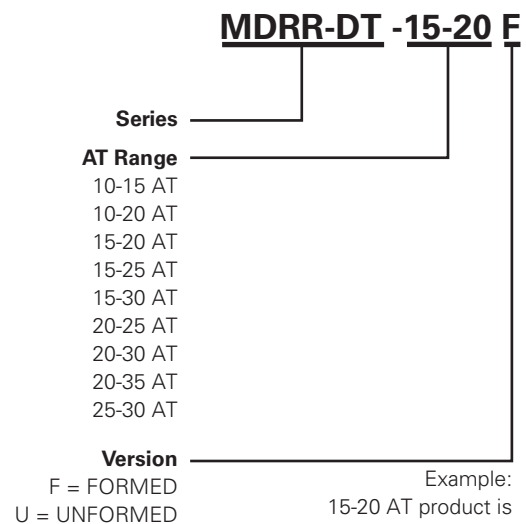 MDRR-DT -15-20 F
Series
AT Range
10-15 AT
10-20 AT
15-20 AT
15-25 AT
15-30 AT
20-25 AT
20-30 AT
20-35 AT
25-30 AT
Version
F = FORMED
U = UNFORMED
Example:
15-20 AT product is